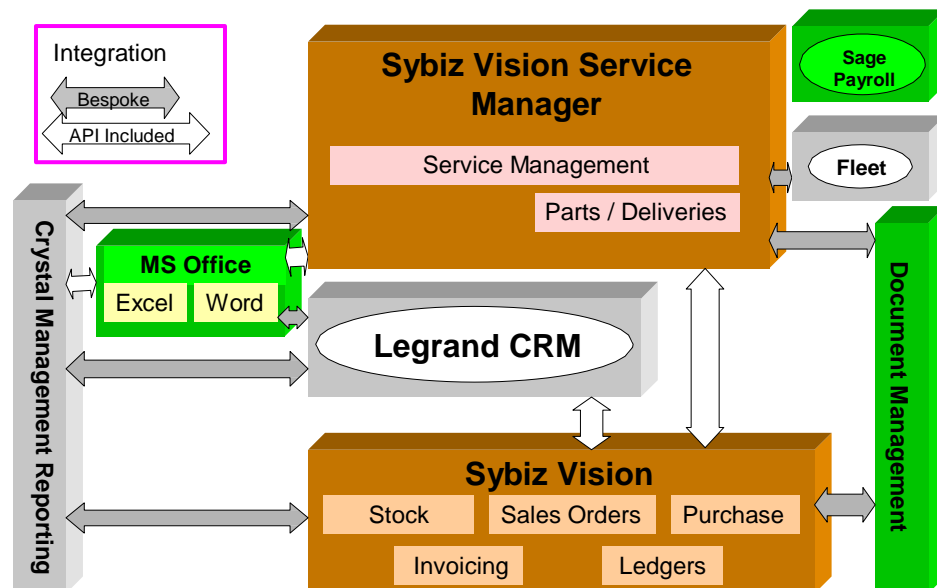 Integration
Bespoke
API Included
Sybiz Vision Service
Manager
Service Management
Parts / Deliveries
Sage
Payroll
Fleet
Crystal Management Reporting
MS Office
Excel
Word
Legrand CRM
Document Management
Sybiz Vision
Stock
Sales Orders
Purchase
Invoicing
Ledgers